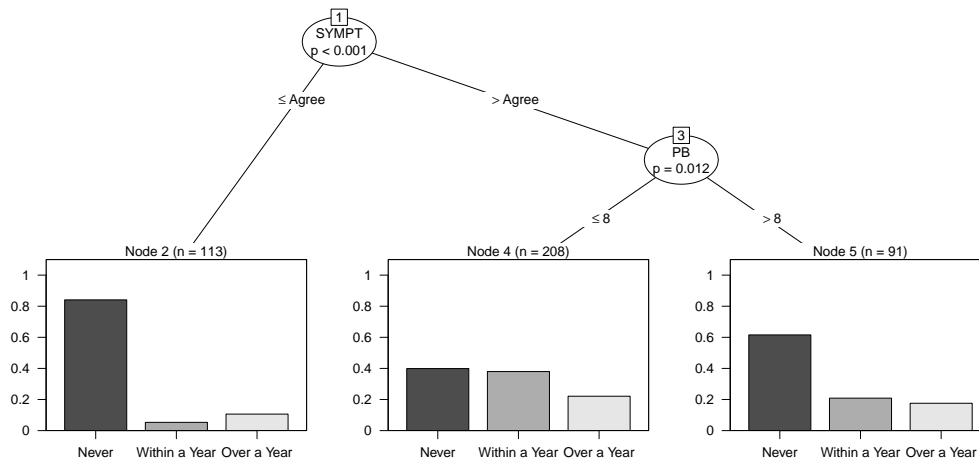 1
SYMPT
p < 0.001
≤ Agree
> Agree
3
PB
p = 0.012
≤ 8
> 8
Node 2 (n = 113)
Node 4 (n = 208)
Node 5 (n = 91)
1
0.8
0.6
0.4
0.2
0
Never Within a Year Over a Year
1
0.8
0.6
0.4
0.2
0
Never Within a Year Over a Year
1
0.8
0.6
0.4
0.2
0
Never Within a Year Over a Year